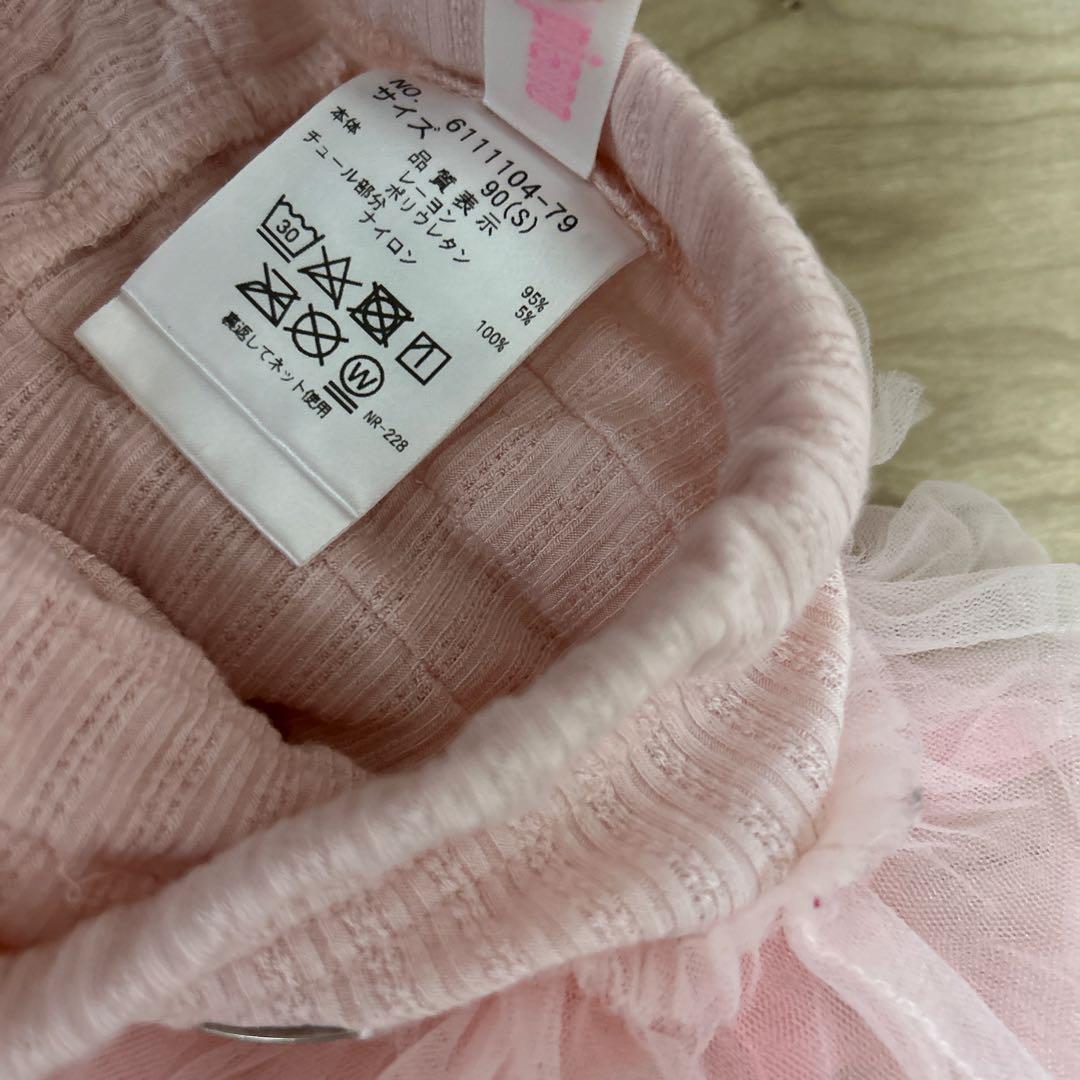 NO. 6111104-79
サイズ 90(S)
品質表示
本体 レーヨン 95%
ポリウレタン 5%
チュール部分 ナイロン 100%
30
W
裏返してネット使用
NR-228